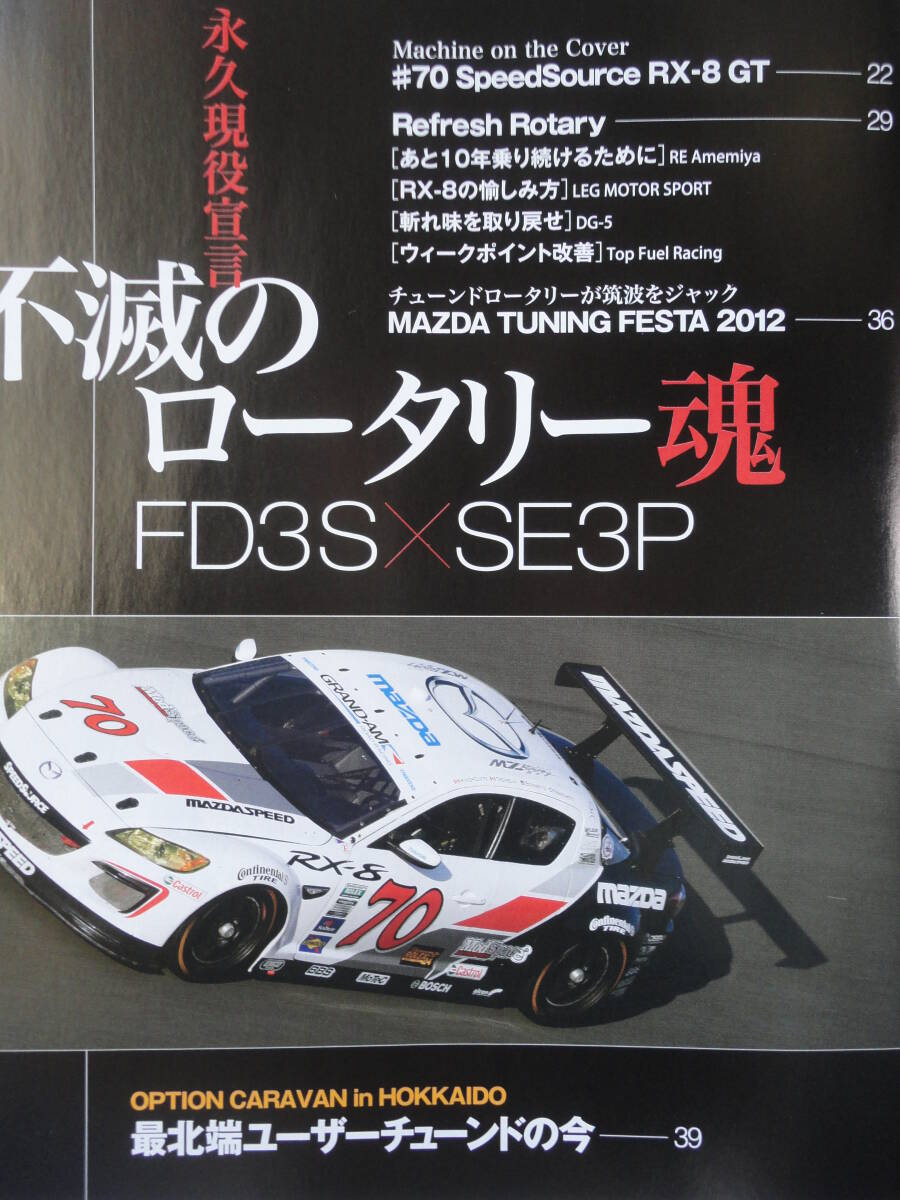 永久現役宣言
Machine on the Cover
#70 SpeedSource RX-8 GT 22
Refresh Rotary 29
[あと10年乗り続けるために] RE Amemiya
[RX-8の愉しみ方] LEG MOTOR SPORT
[斬れ味を取り戻せ] DG-5
[ウィークポイント改善] Top Fuel Racing
チューンドロータリーが筑波をジャック
MAZDA TUNING FESTA 2012 36
不滅の
ロータリー魂
FD3S×SE3P
70
GRAND-AM
mazda
MAZDASPEED
SPEEDSOURCE
MAZDASPEED
RX-8
70
Continental
TIRE
Castrol
mazda
Continental
TIRE
Castrol
BBS
MoTeC
BOSCH
OPTION CARAVAN in HOKKAIDO
最北端ユーザーチューンドの今 39